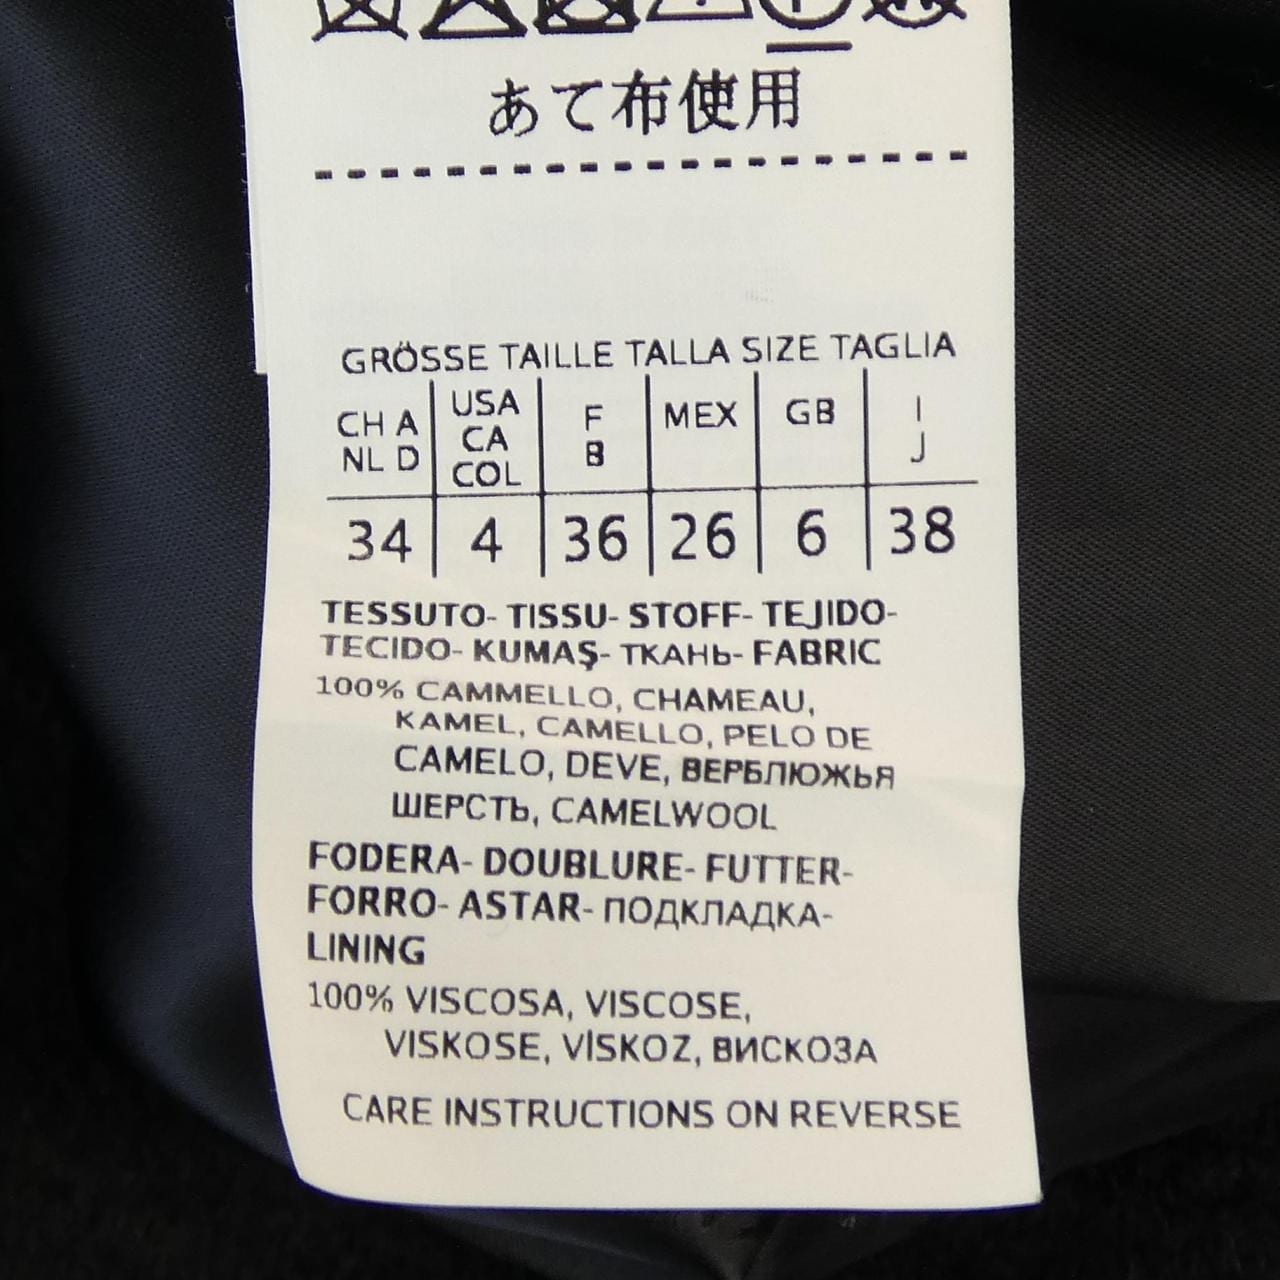 あて布使用
GRÖSSE TAILLE TALLA SIZE TAGLIA
CH A NL D USA CA COL F B MEX GB I J
34 4 36 26 6 38
TESSUTO- TISSU- STOFF- TEJIDO-
TECIDO- KUMAŞ- ТКАНЬ- FABRIC
100% CAMMELLO, CHAMEAU,
KAMEL, CAMELLO, PELO DE
CAMELO, DEVE, ВЕРБЛЮЖЬЯ
ШЕРСТЬ, CAMELWOOL
FODERA- DOUBLURE- FUTTER-
FORRO- ASTAR- ПОДКЛАДКА-
LINING
100% VISCOSA, VISCOSE,
VISKOSE, VİSKOZ, ВИСКОЗА
CARE INSTRUCTIONS ON REVERSE